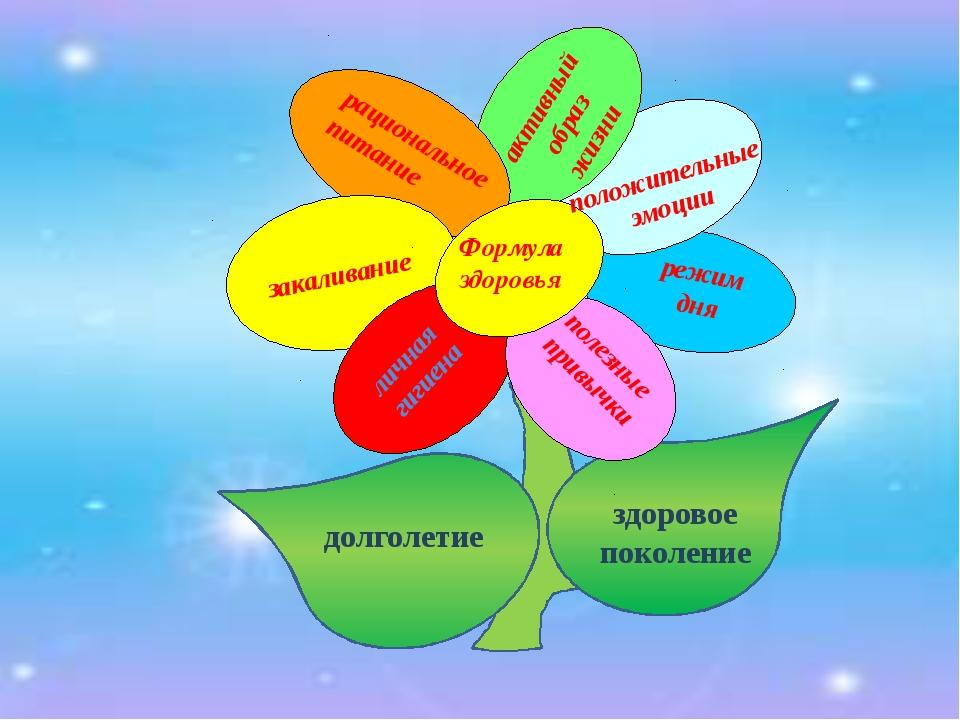 активный
образ
жизни
рациональное
питание
положительные
эмоции
Формула
здоровья
закаливание
режим
дня
личная
гигиена
полезные
привычки
здоровое
поколение
долголетие